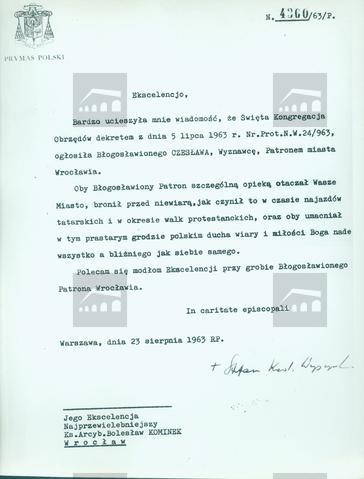 PRYMAS POLSKI
N. 4360/63/P.
Ekscelencjo,
Bardzo ucieszyła mnie wiadomość, że Święta Kongregacja
Obrzędów dekretem z dnia 5 lipca 1963 r. Nr.Prot.N.W.24/963,
ogłosiła Błogosławionego CZESŁAWA, Wyznawcę, Patronem miasta
Wrocławia.
Oby Błogosławiony Patron szczególną opieką otaczał Wasze
Miasto, bronił przed niewiarą,jak czynił to w czasie najazdów
tatarskich i w okresie walk protestanckich, oraz oby umacniał
w tym prastarym grodzie polskim ducha wiary i miłości Boga nade
wszystko a bliźniego jak siebie samego.
Polecam się modłom Ekscelencji przy grobie Błogosławionego
Patrona Wrocławia.
In caritate episcopali
Warszawa, dnia 23 sierpnia 1963 RP.
+ Stefan Kard. Wyszyński
Jego Ekscelencja
Najprzewielebniejszy
Ks.Arcyb.Bolesław KOMINEK
Wrocław